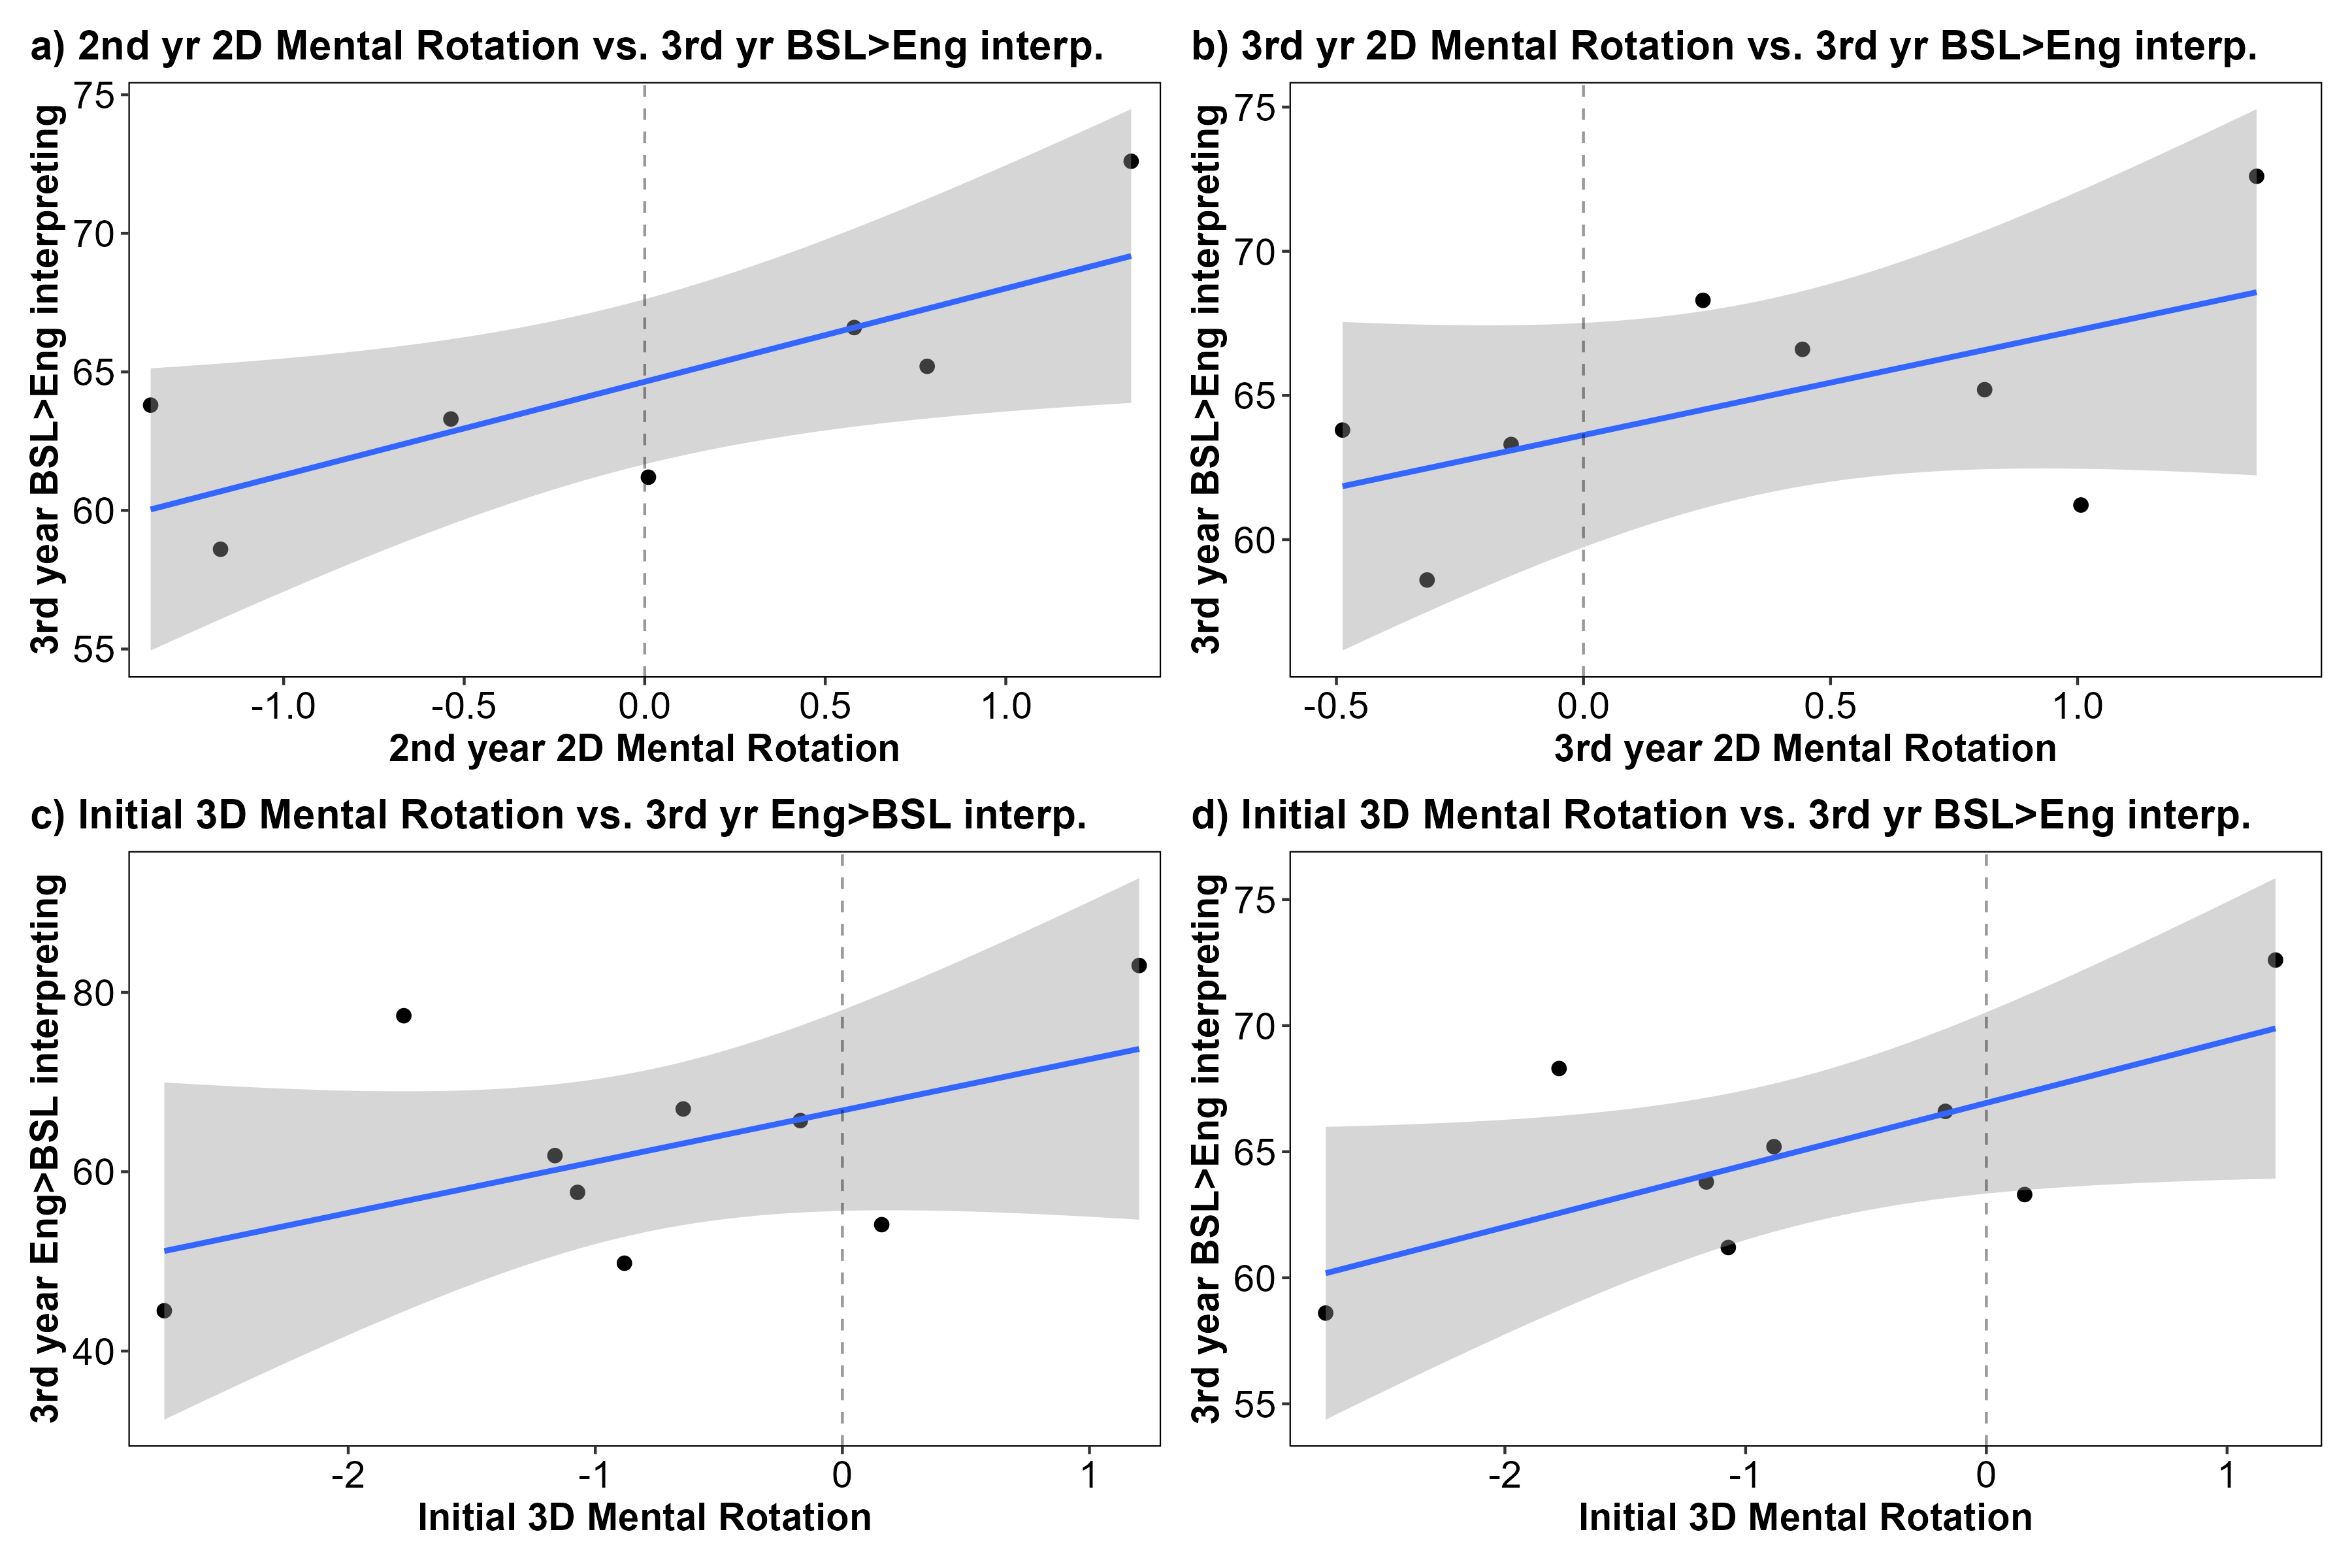 a) 2nd yr 2D Mental Rotation vs. 3rd yr BSL>Eng interp.
3rd year BSL>Eng interpreting
75
70
65
60
55
-1.0 -0.5 0.0 0.5 1.0
2nd year 2D Mental Rotation
b) 3rd yr 2D Mental Rotation vs. 3rd yr BSL>Eng interp.
3rd year BSL>Eng interpreting
75
70
65
60
-0.5 0.0 0.5 1.0
3rd year 2D Mental Rotation
c) Initial 3D Mental Rotation vs. 3rd yr Eng>BSL interp.
3rd year Eng>BSL interpreting
80
60
40
-2 -1 0 1
Initial 3D Mental Rotation
d) Initial 3D Mental Rotation vs. 3rd yr BSL>Eng interp.
3rd year BSL>Eng interpreting
75
70
65
60
55
-2 -1 0 1
Initial 3D Mental Rotation